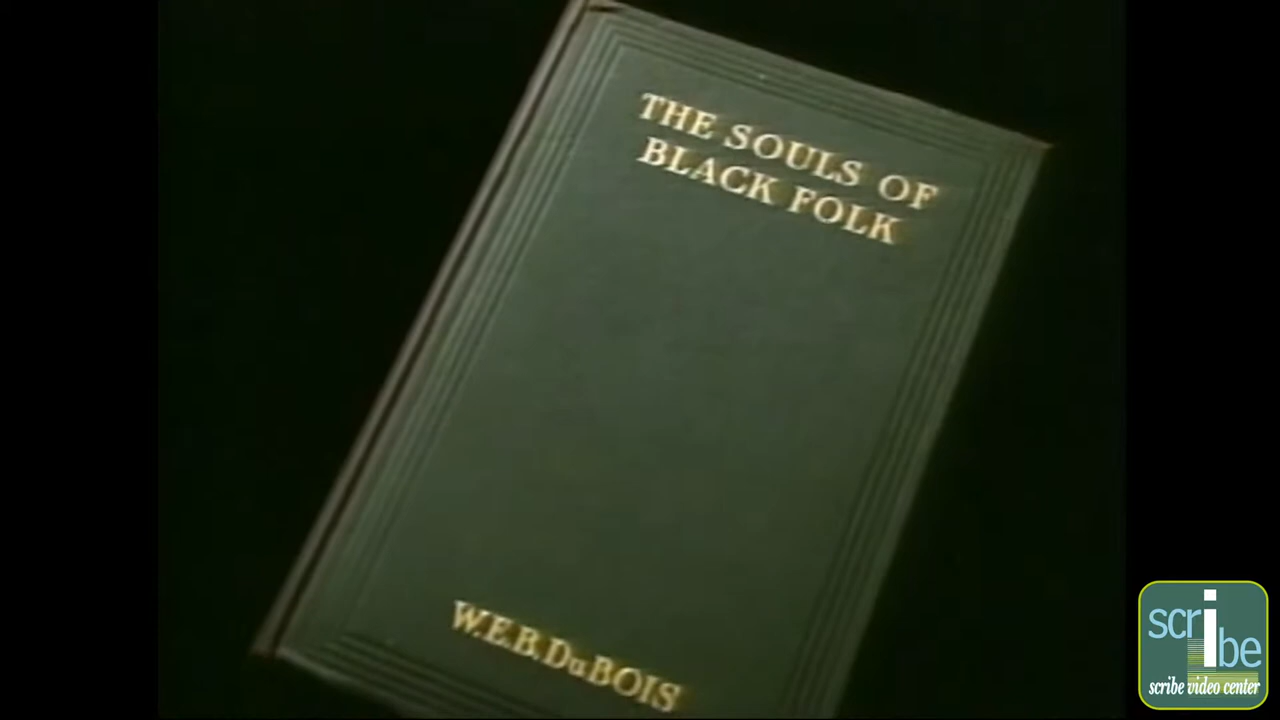 THE SOULS OF
BLACK FOLK
W.E.B. DuBOIS
scribe
scribe video center